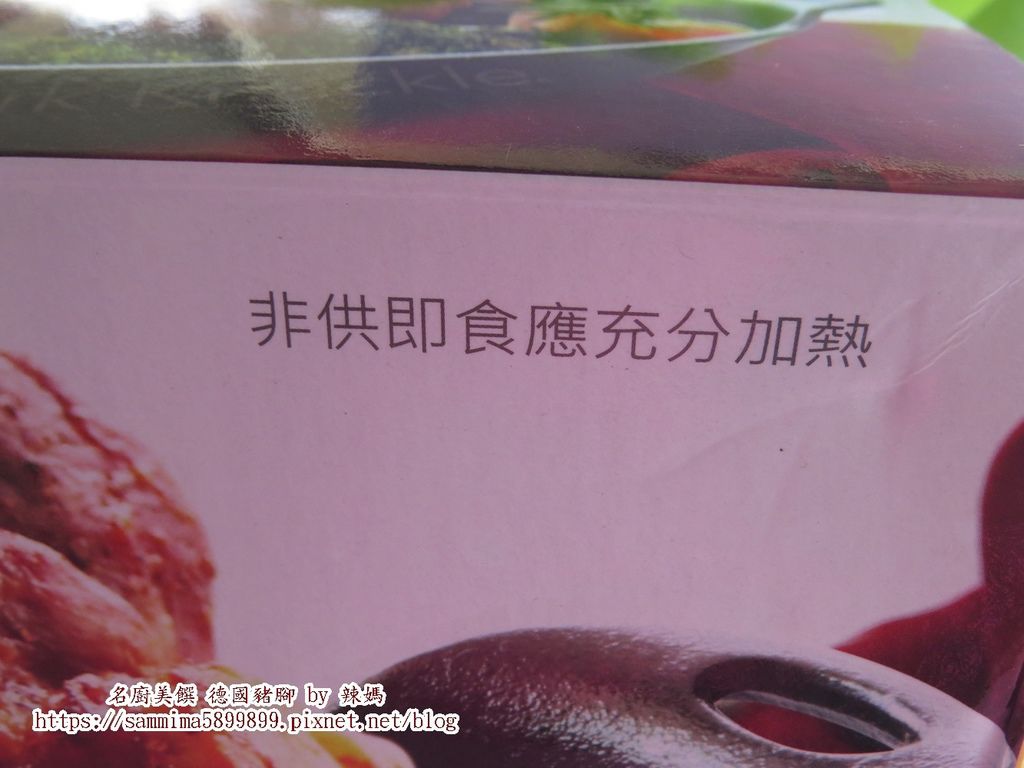 非供即食應充分加熱
名廚美饌 德國豬腳 by 辣媽
https://sammima5899899.pixnet.net/blog